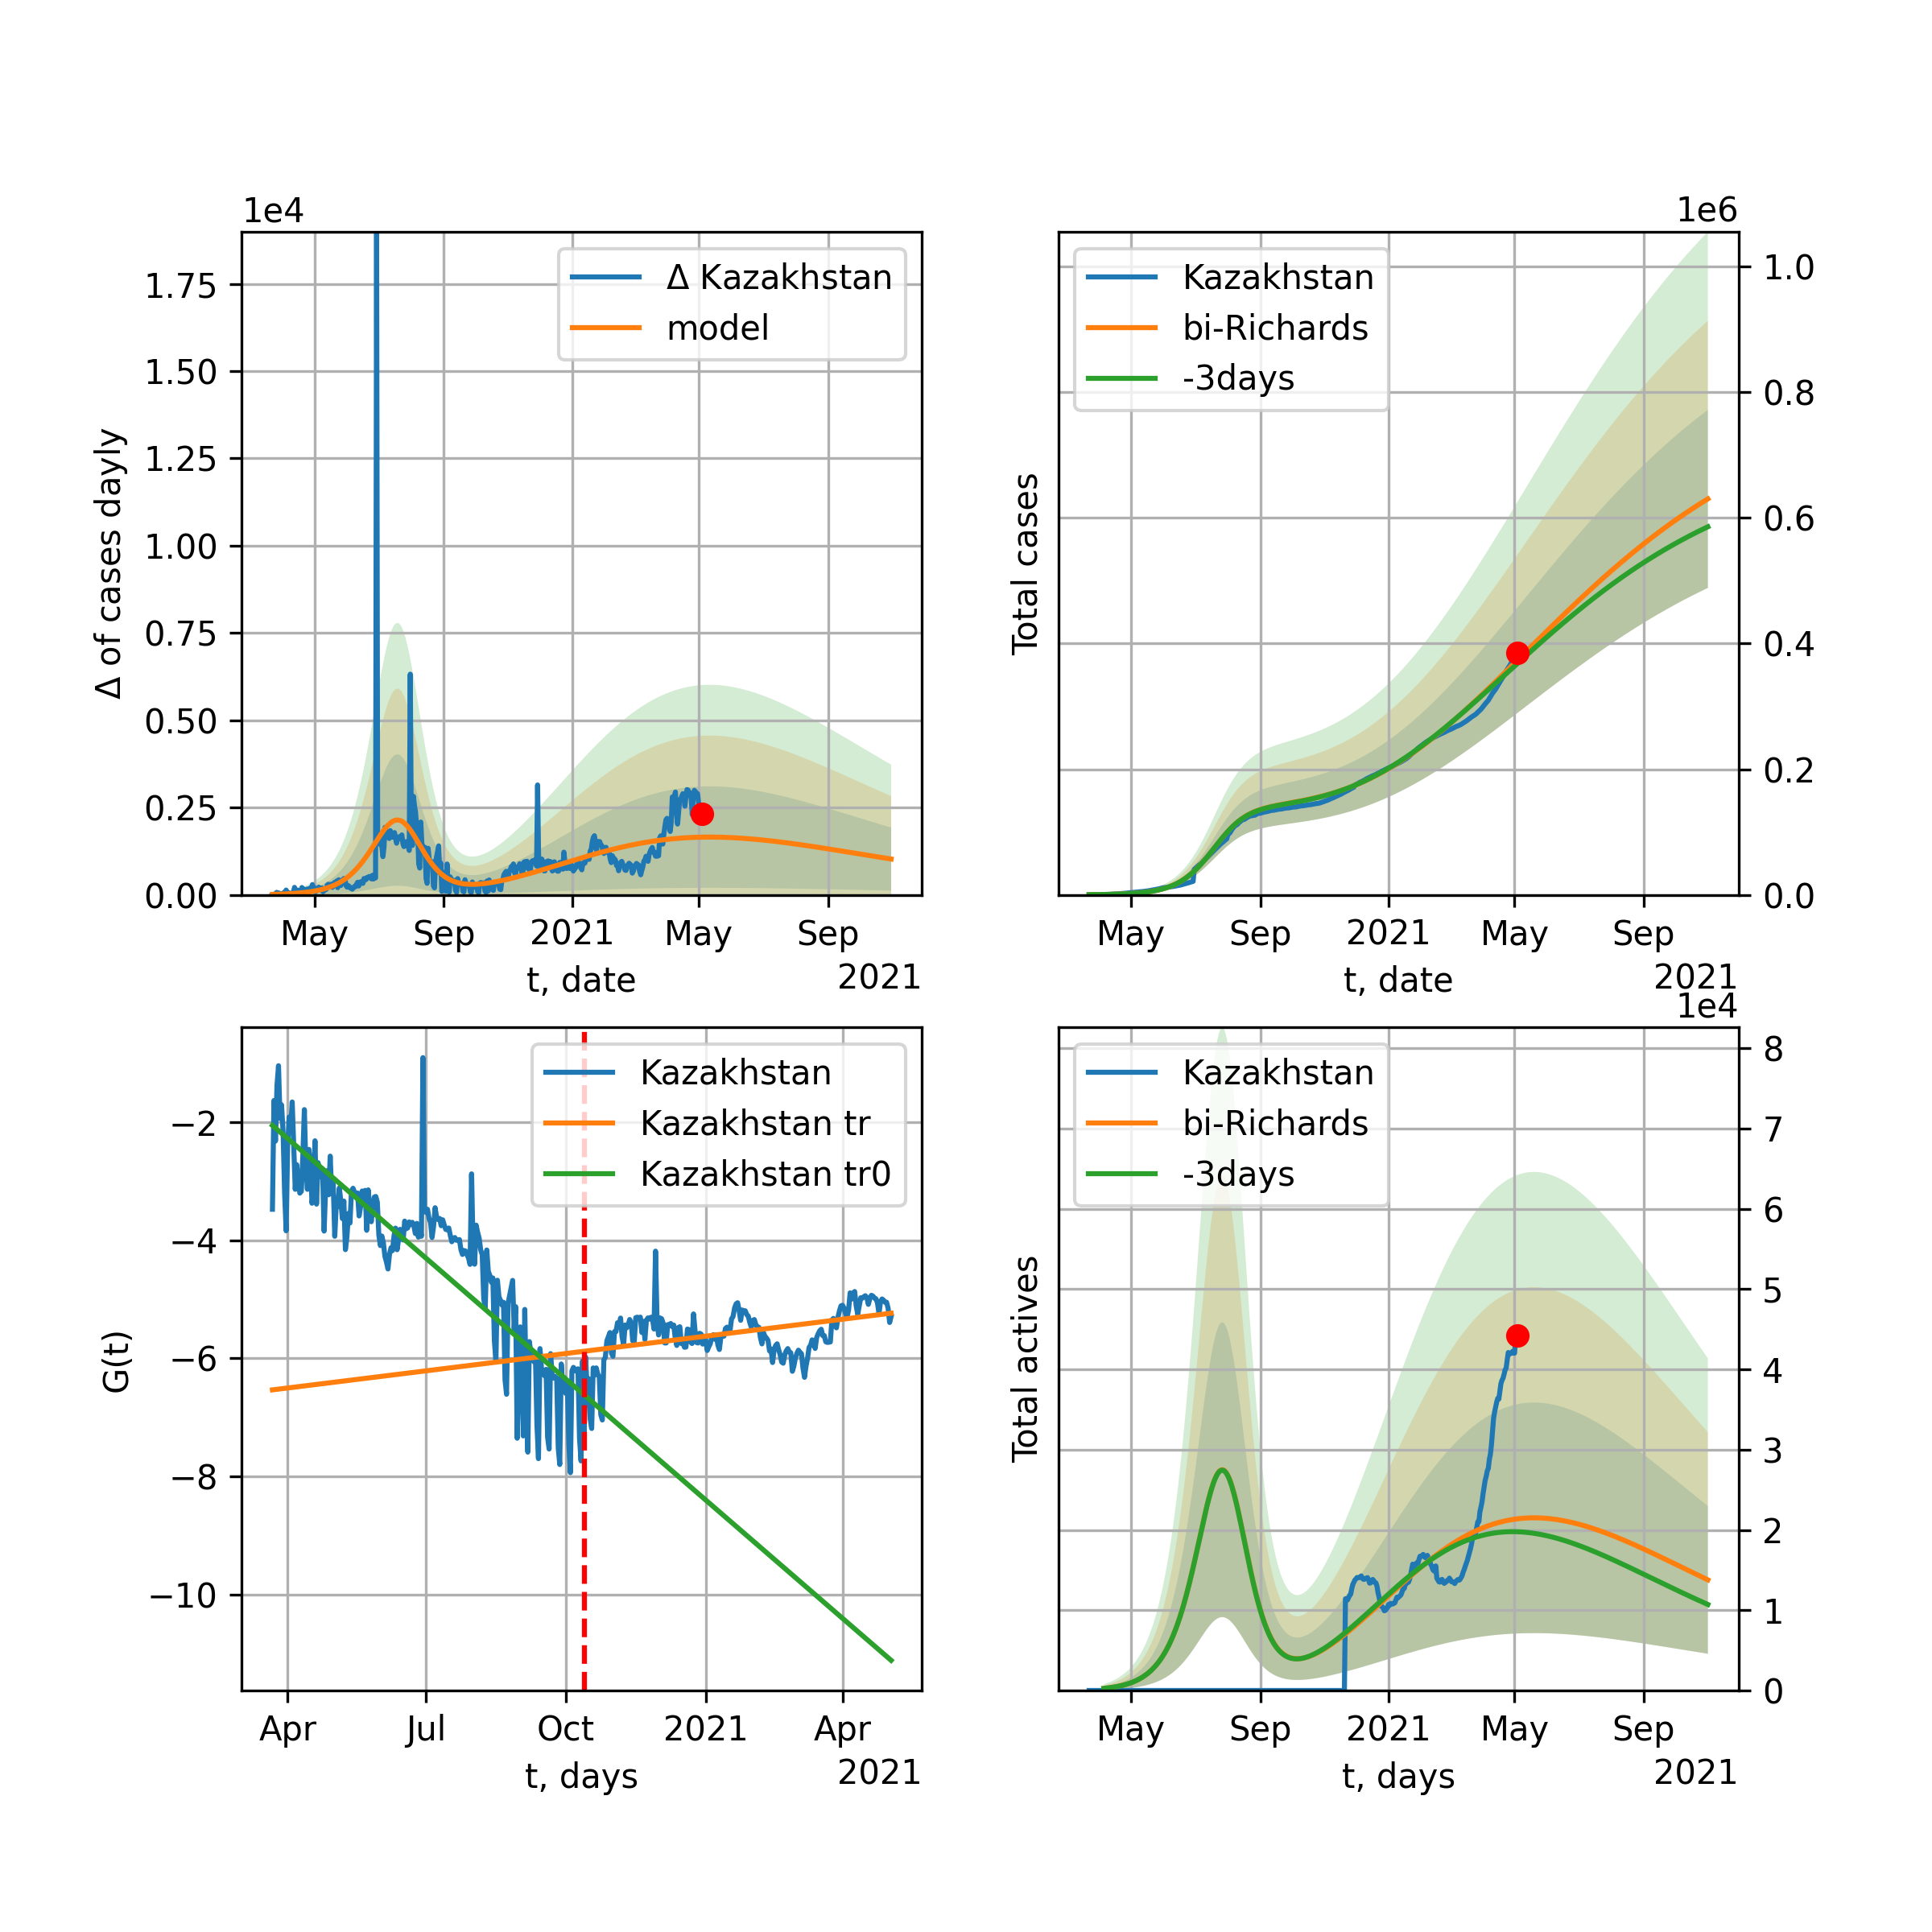 1e4
1.75
1.50
1.25
1.00
0.75
0.50
0.25
0.00
Δ of cases dayly
Δ Kazakhstan
model
May Sep 2021 May Sep
t, date
2021
1e6
1.0
0.8
0.6
0.4
0.2
0.0
Total cases
Kazakhstan
bi-Richards
-3days
May Sep 2021 May Sep
t, date
2021
−2
−4
−6
−8
−10
G(t)
Kazakhstan
Kazakhstan tr
Kazakhstan tr0
Apr Jul Oct 2021 Apr
t, days
2021
1e4
8
7
6
5
4
3
2
1
0
Total actives
Kazakhstan
bi-Richards
-3days
May Sep 2021 May Sep
t, days
2021